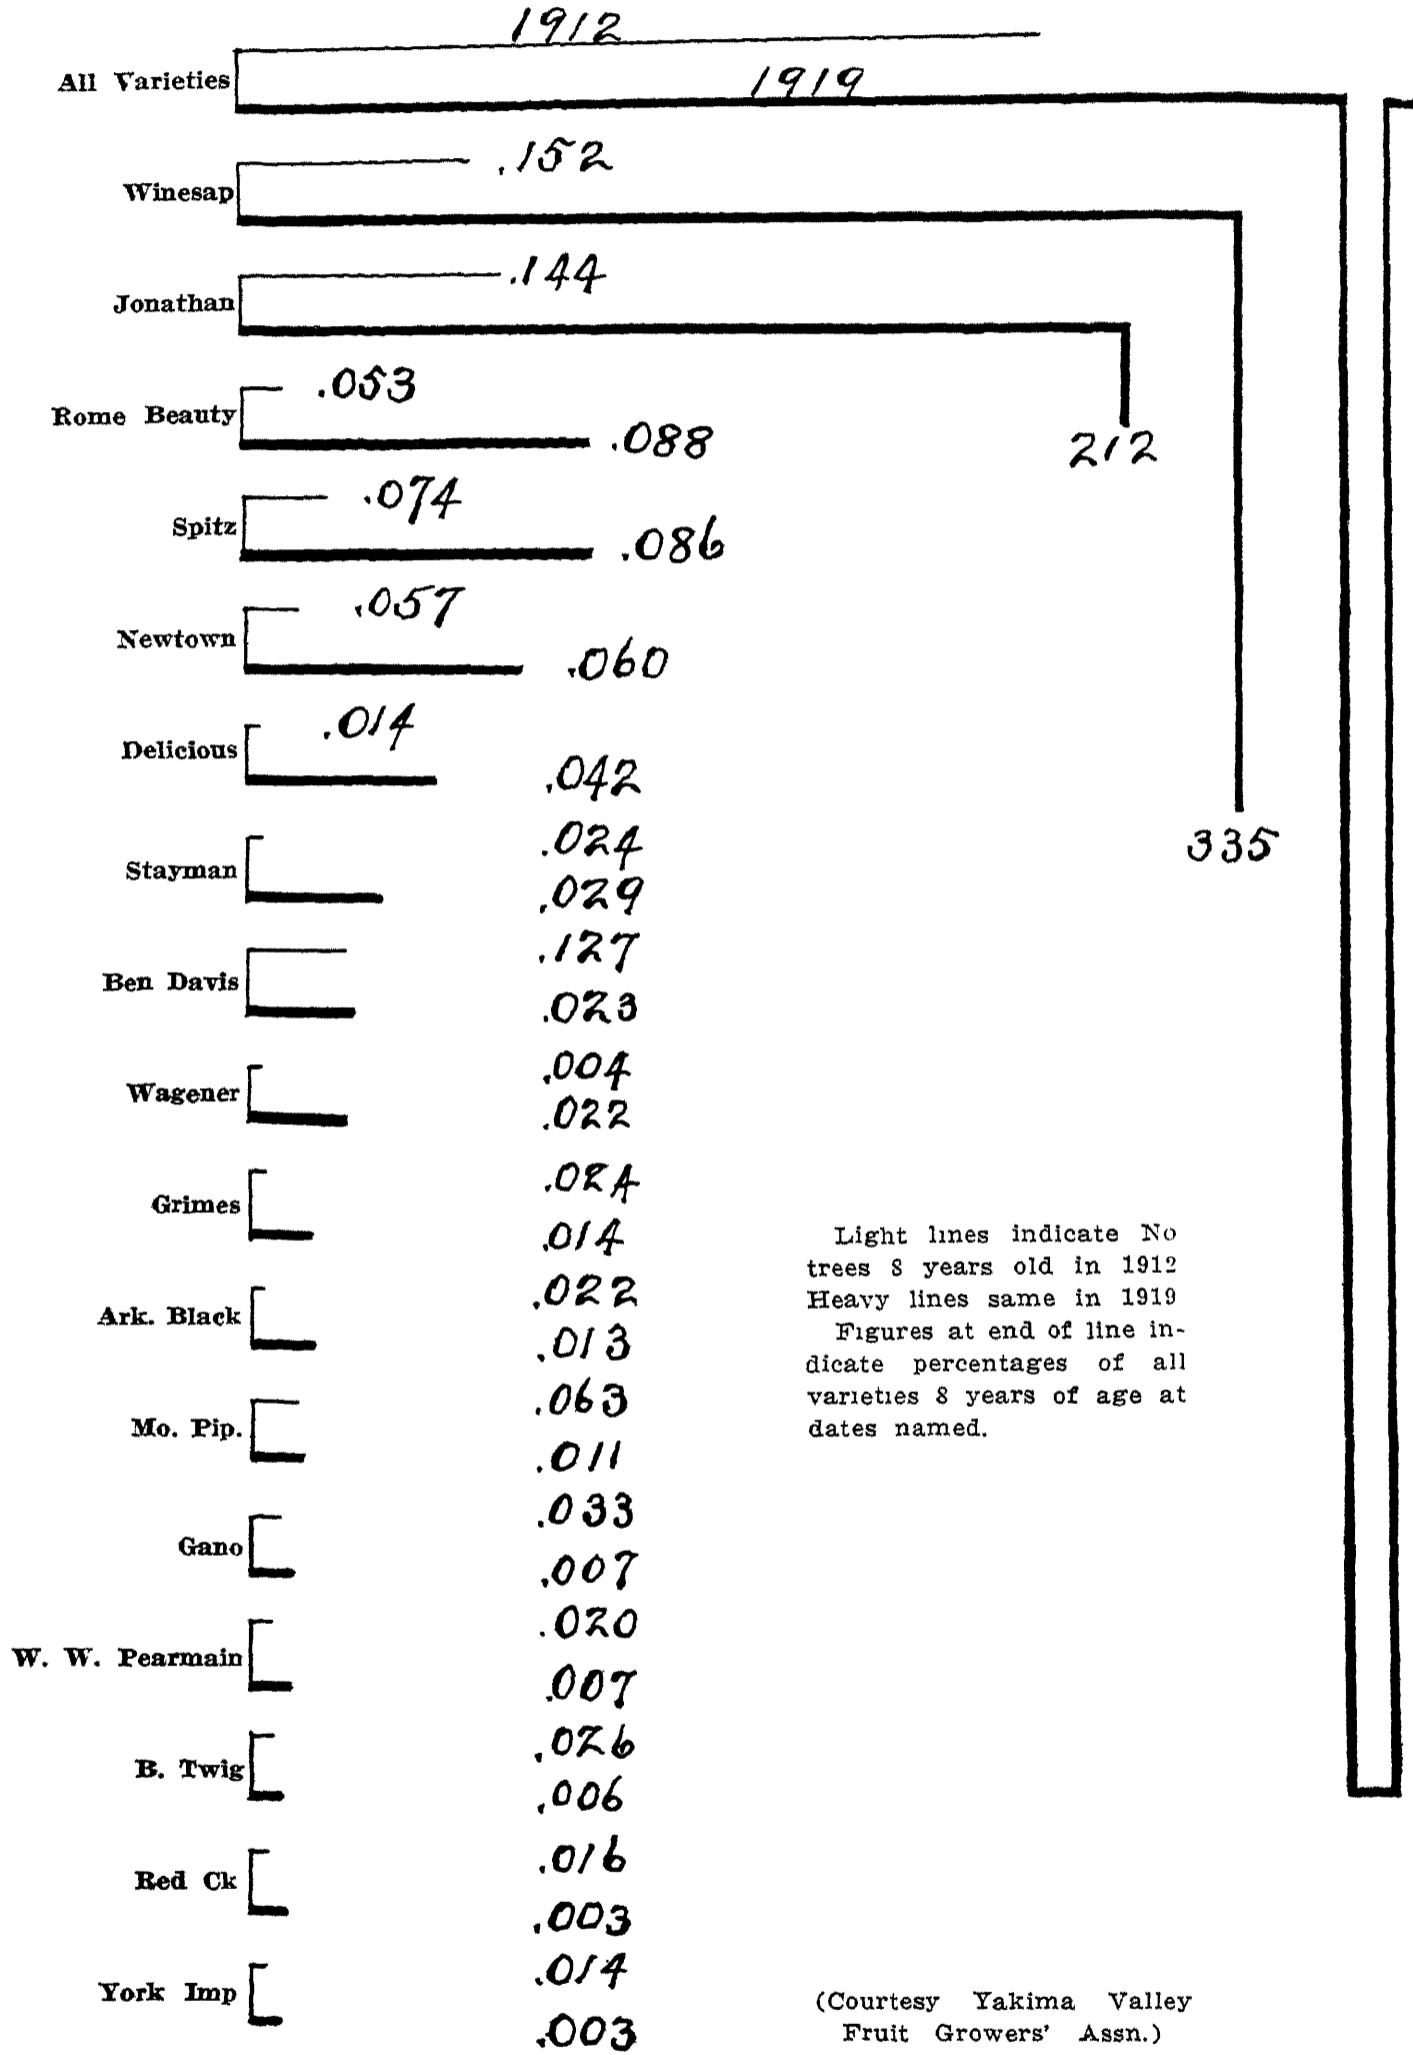 1912
All Varieties
1919
.152
Winesap
.144
Jonathan
.053
Rome Beauty
.088
212
.074
Spitz
.086
.057
Newtown
.060
.014
Delicious
.042
.024
335
Stayman
.029
.127
Ben Davis
.023
.004
Wagener
.022
.024
Grimes
.014
.022
Ark. Black
.013
.063
Mo. Pip.
.011
.033
Gano
.007
.020
W. W. Pearmain
.007
.026
B. Twig
.006
.016
Red Ck
.003
.014
York Imp
.003
Light lines indicate No
trees 8 years old in 1912
Heavy lines same in 1919
Figures at end of line in-
dicate percentages of all
varieties 8 years of age at
dates named.
(Courtesy Yakima Valley
Fruit Growers' Assn.)